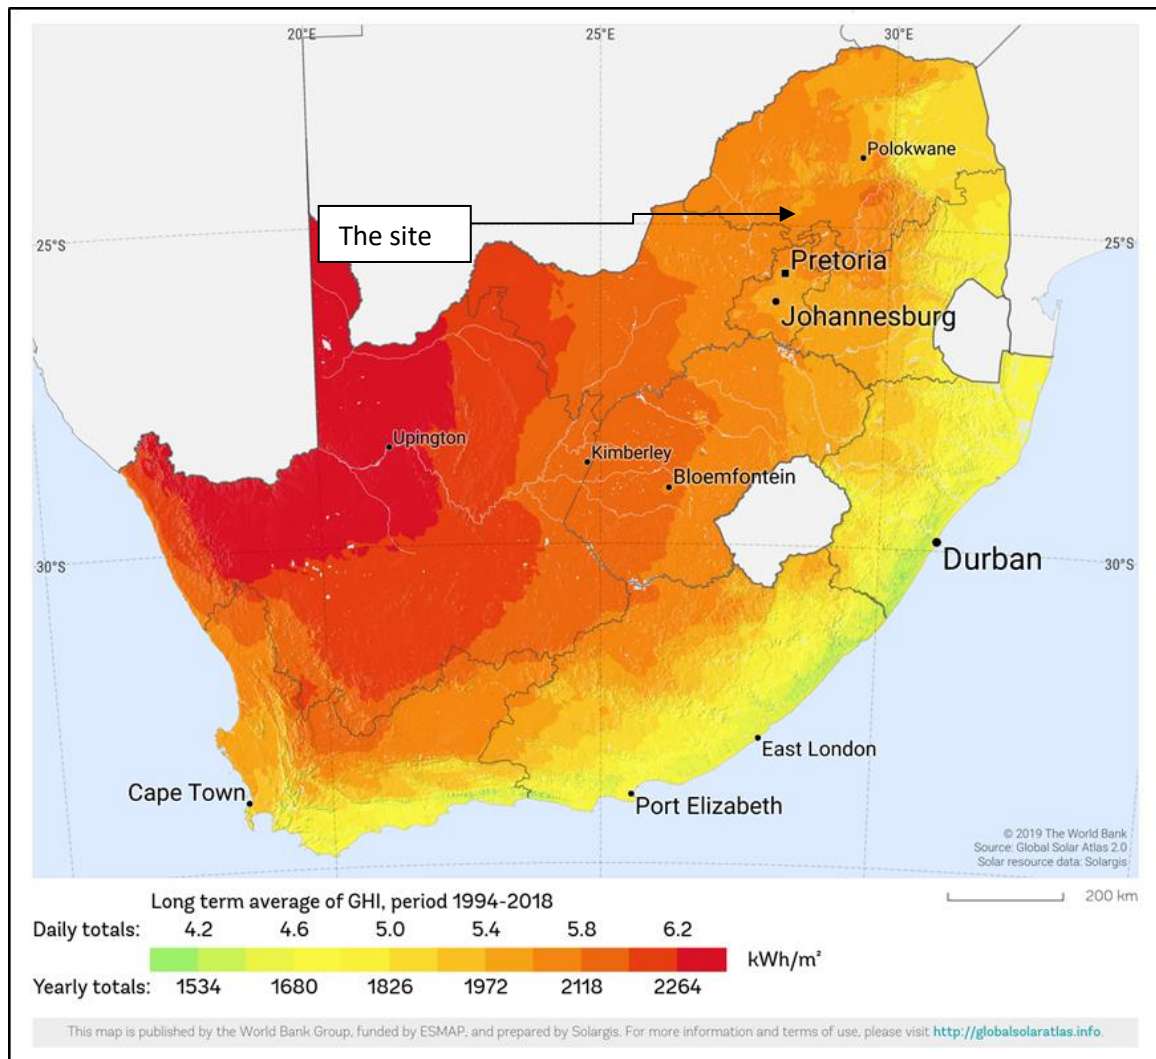 20°E 25°E 30°E
Polokwane
The site
25°S 25°S
Pretoria
Johannesburg
Upington
Kimberley
Bloemfontein
Durban
30°S 30°S
East London
Cape Town
Port Elizabeth
© 2019 The World Bank
Source: Global Solar Atlas 2.0
Solar resource data: Solargis
200 km
Long term average of GHI, period 1994-2018
Daily totals: 4.2 4.6 5.0 5.4 5.8 6.2
kWh/m²
Yearly totals: 1534 1680 1826 1972 2118 2264
This map is published by the World Bank Group, funded by ESMAP, and prepared by Solargis. For more information and terms of use, please visit http://globalsolaratlas.info.